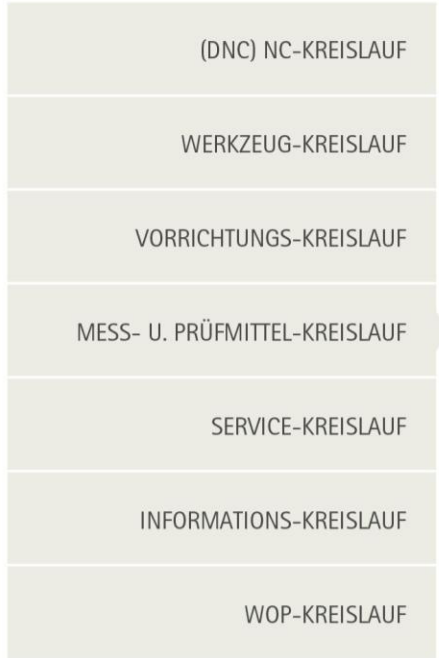 (DNC) NC-KREISLAUF
WERKZEUG-KREISLAUF
VORRICHTUNGS-KREISLAUF
MESS- U. PRÜFMITTEL-KREISLAUF
SERVICE-KREISLAUF
INFORMATIONS-KREISLAUF
WOP-KREISLAUF